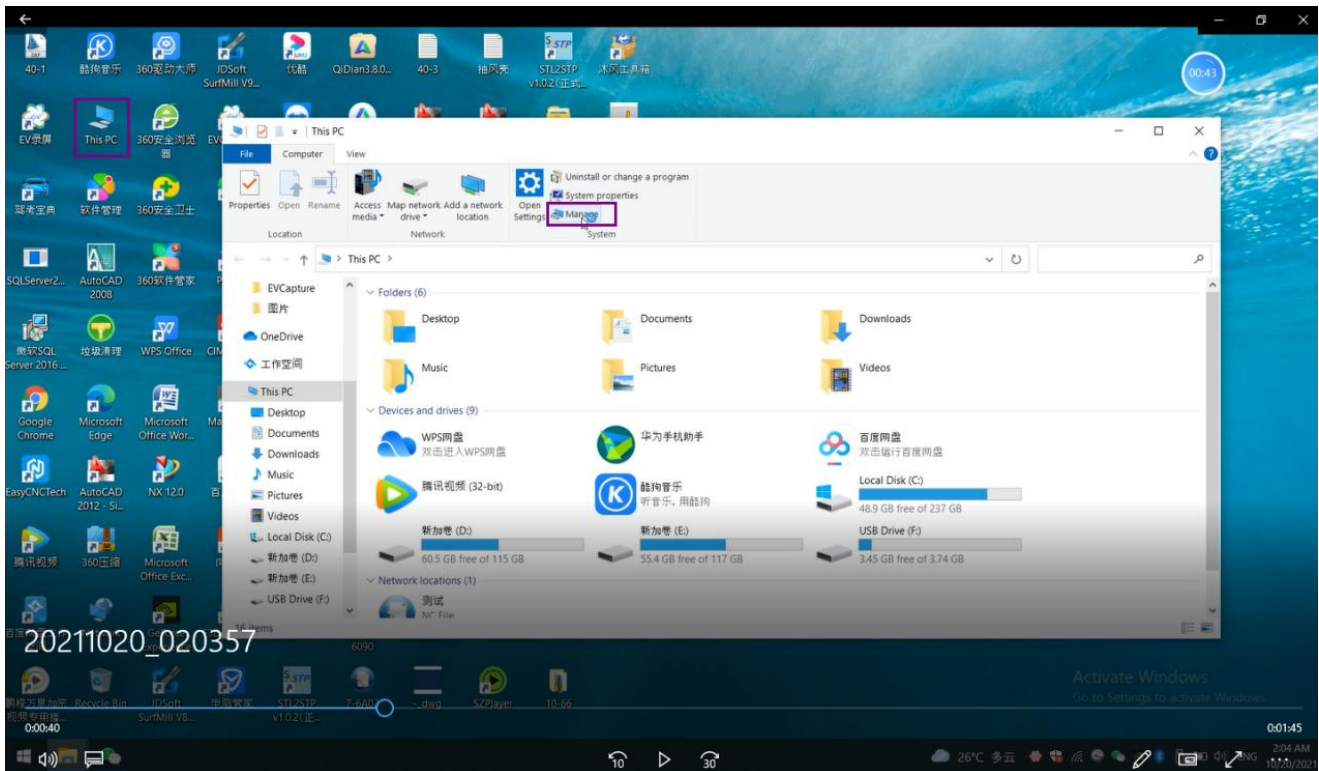 40-1
酷狗音乐
360驱动大师
JDSoft
SurfMill V9...
优酷
QiDian3.8.0...
40-3
抽风壳
STL2STP
v1.0.2(正式...
沐风工具箱
00:43
EV录屏
This PC
360安全浏览
器
This PC
File
Computer
View
Properties
Open
Rename
Access
media
Map network
drive
Add a network
location
Open
Settings
Uninstall or change a program
System properties
Manage
Location
Network
System
驾考宝典
软件管理
360安全卫士
This PC
SQLServer2...
AutoCAD
2008
360软件管家
微软SQL
Server 2016 ...
垃圾清理
WPS Office
Google
Chrome
Microsoft
Edge
Microsoft
Office Wor...
EasyCNCTech
AutoCAD
2012 - Si...
NX 12.0
腾讯视频
360压缩
Microsoft
Office Exc...
EVCapture
图片
OneDrive
工作空间
This PC
Desktop
Documents
Downloads
Music
Pictures
Videos
Local Disk (C:)
新加卷 (D:)
新加卷 (E:)
USB Drive (F:)
Folders (6)
Desktop
Documents
Downloads
Music
Pictures
Videos
Devices and drives (9)
WPS网盘
双击进入WPS网盘
华为手机助手
百度网盘
双击运行百度网盘
腾讯视频 (32-bit)
酷狗音乐
听音乐，用酷狗
Local Disk (C:)
48.9 GB free of 237 GB
新加卷 (D:)
60.5 GB free of 115 GB
新加卷 (E:)
55.4 GB free of 117 GB
USB Drive (F:)
3.45 GB free of 3.74 GB
Network locations (1)
测试
NC File
16 items
20211020_020357
6090
Activate Windows
Go to Settings to activate Windows.
Recycle Bin
JDSoft
SurfMill V8...
电脑管家
STL2STP
v1.0.2(正...
-.dwg
SZPlayer
10-66
0:00:40
0:01:45
10
30
26°C 多云
2:04 AM
10/20/2021